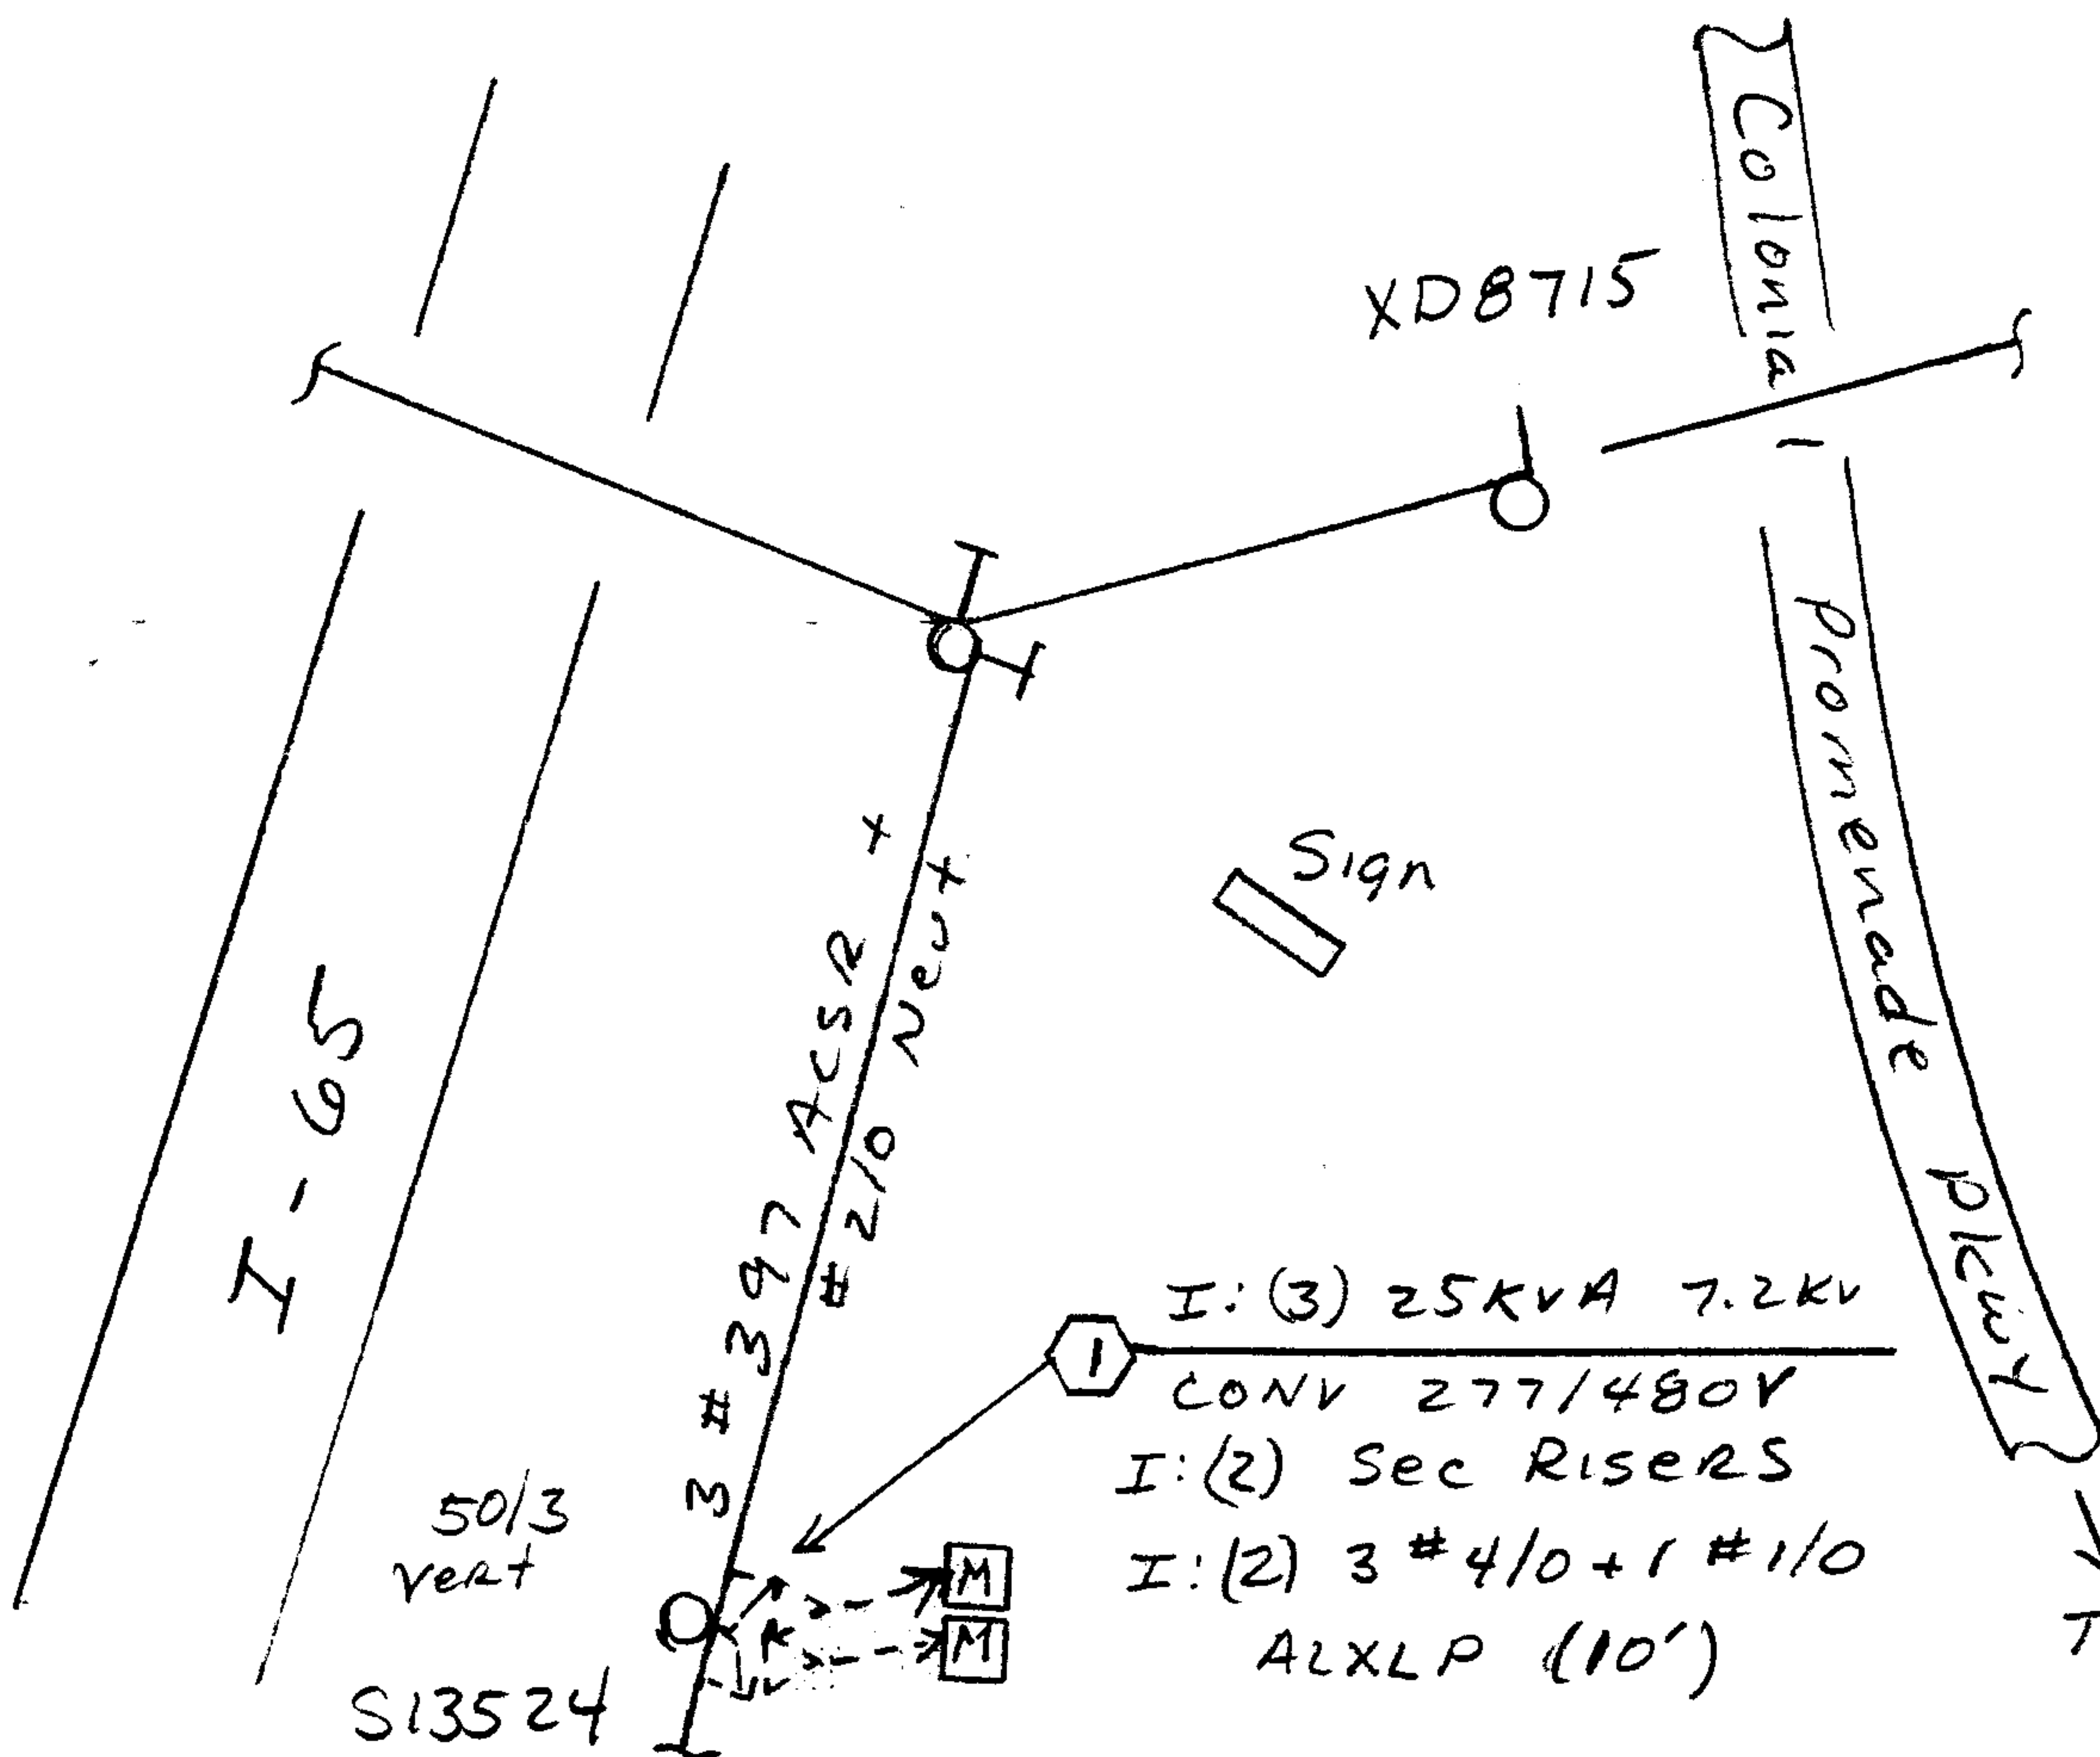 Colonial Promenade Pkwy
XD8715
Sign
I-65
3 # 397 ACSR +
# 2/0 Neut
1
I: (3) 25KVA 7.2KV
CONV 277/480V
I: (2) Sec RISeRS
I: (2) 3 #4/0 + 1 #1/0
ALXLP (10')
50/3
Vert
M
M
S13524